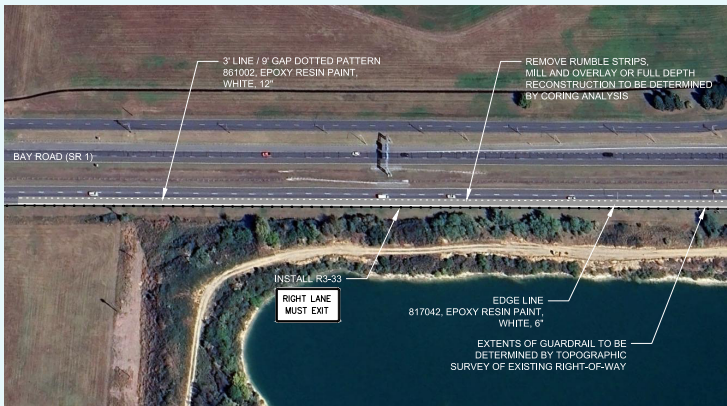 3' LINE / 9' GAP DOTTED PATTERN
861002, EPOXY RESIN PAINT,
WHITE, 12"
REMOVE RUMBLE STRIPS,
MILL AND OVERLAY OR FULL DEPTH
RECONSTRUCTION TO BE DETERMINED
BY CORING ANALYSIS
BAY ROAD (SR 1)
INSTALL R3-33
RIGHT LANE
MUST EXIT
EDGE LINE
817042, EPOXY RESIN PAINT,
WHITE, 6"
EXTENTS OF GUARDRAIL TO BE
DETERMINED BY TOPOGRAPHIC
SURVEY OF EXISTING RIGHT-OF-WAY